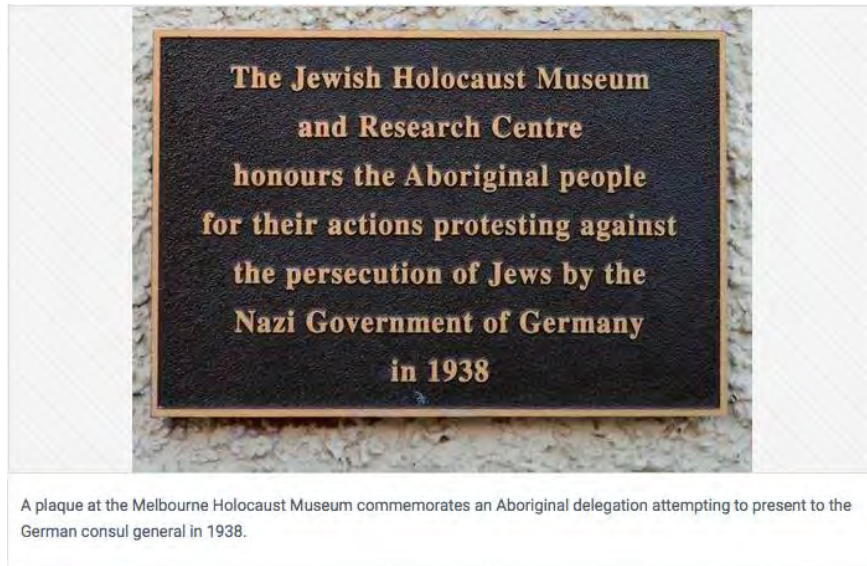 The Jewish Holocaust Museum
and Research Centre
honours the Aboriginal people
for their actions protesting against
the persecution of Jews by the
Nazi Government of Germany
in 1938
A plaque at the Melbourne Holocaust Museum commemorates an Aboriginal delegation attempting to present to the
German consul general in 1938.